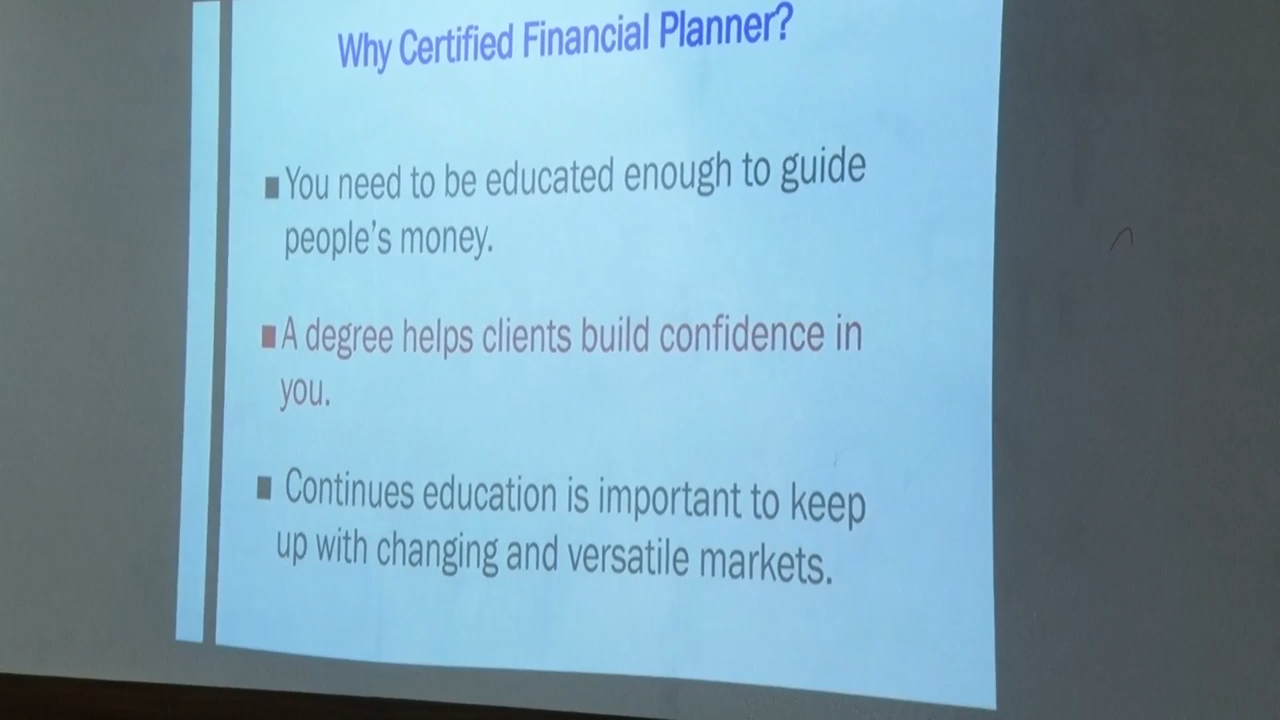 Why Certified Financial Planner?
■ You need to be educated enough to guide
people's money.
■ A degree helps clients build confidence in
you.
■ Continues education is important to keep
up with changing and versatile markets.